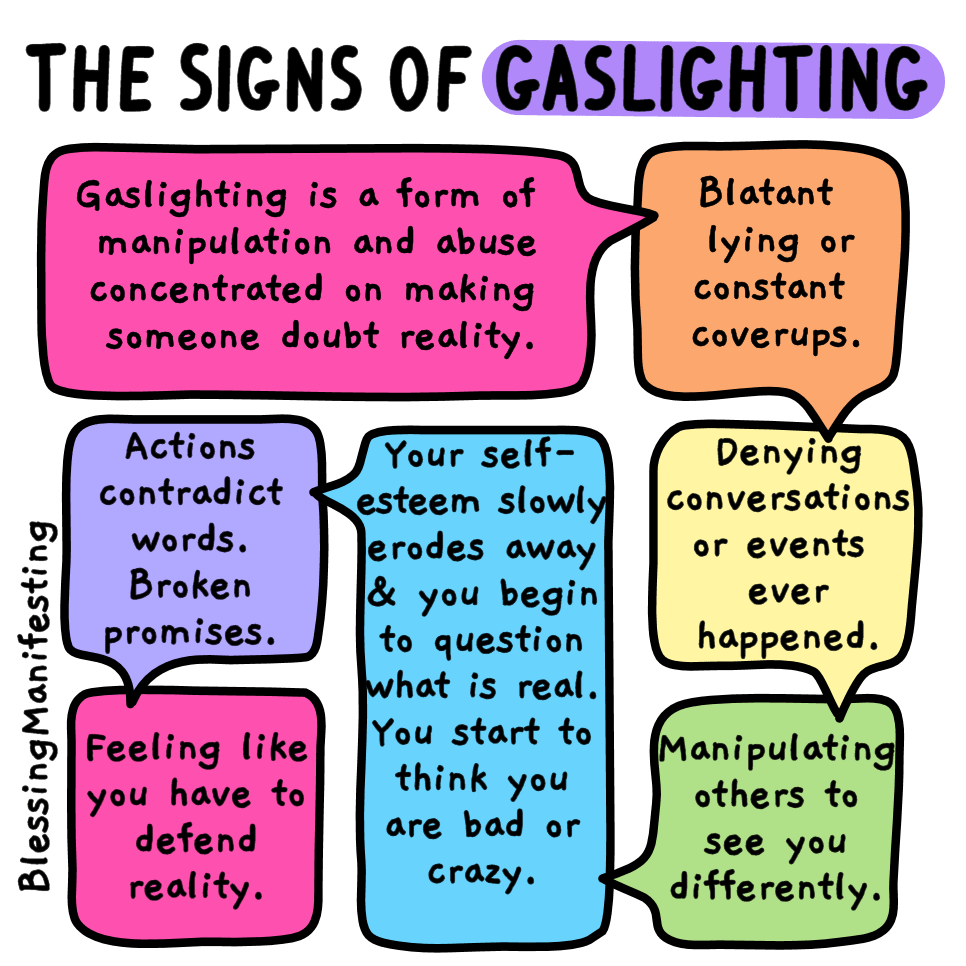 THE SIGNS OF GASLIGHTING
Gaslighting is a form of
manipulation and abuse
concentrated on making
someone doubt reality.
Blatant
lying or
constant
coverups.
Denying
conversations
or events
ever
happened.
Manipulating
others to
see you
differently.
Your self-
esteem slowly
erodes away
& you begin
to question
what is real.
You start to
think you
are bad or
crazy.
Actions
contradict
words.
Broken
promises.
Feeling like
you have to
defend
reality.
BlessingManifesting